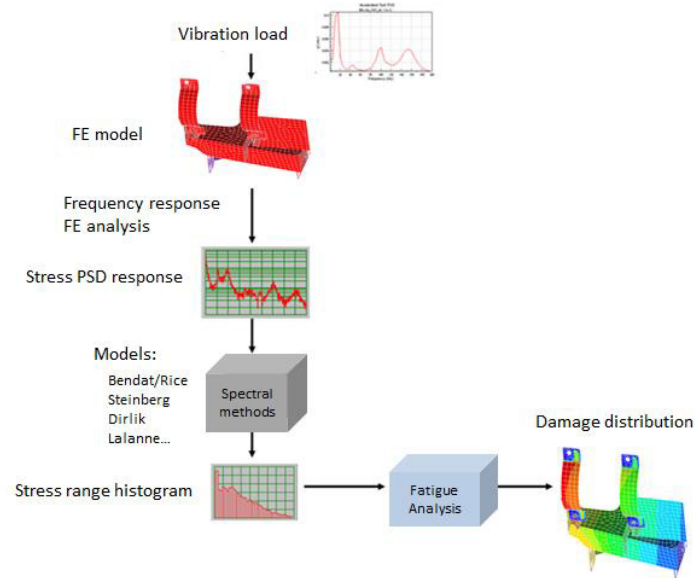 Vibration load
FE model
Frequency response
FE analysis
Stress PSD response
Models:
Bendat/Rice
Steinberg
Dirlik
Lalanne...
Spectral
methods
Stress range histogram
Fatigue
Analysis
Damage distribution